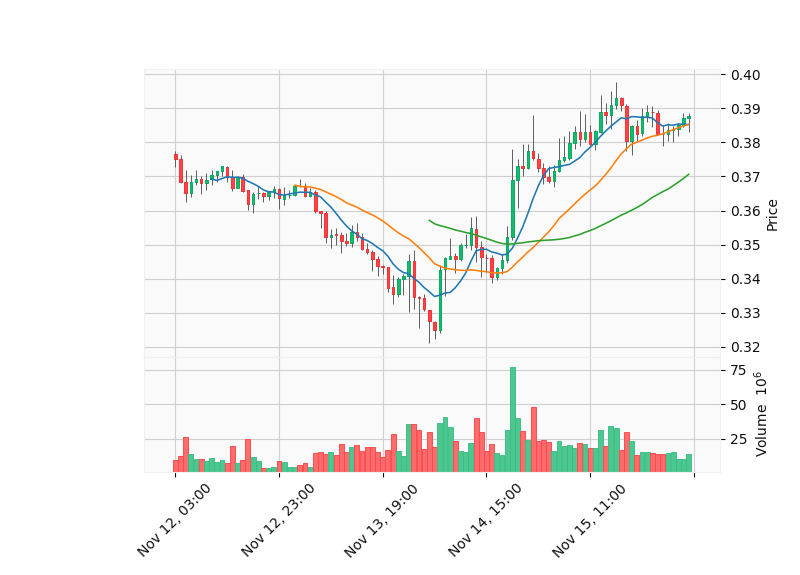 0.40
0.39
0.38
0.37
0.36
0.35
0.34
0.33
0.32
Price
75
50
25
Volume 10⁶
Nov 12, 03:00
Nov 12, 23:00
Nov 13, 19:00
Nov 14, 15:00
Nov 15, 11:00